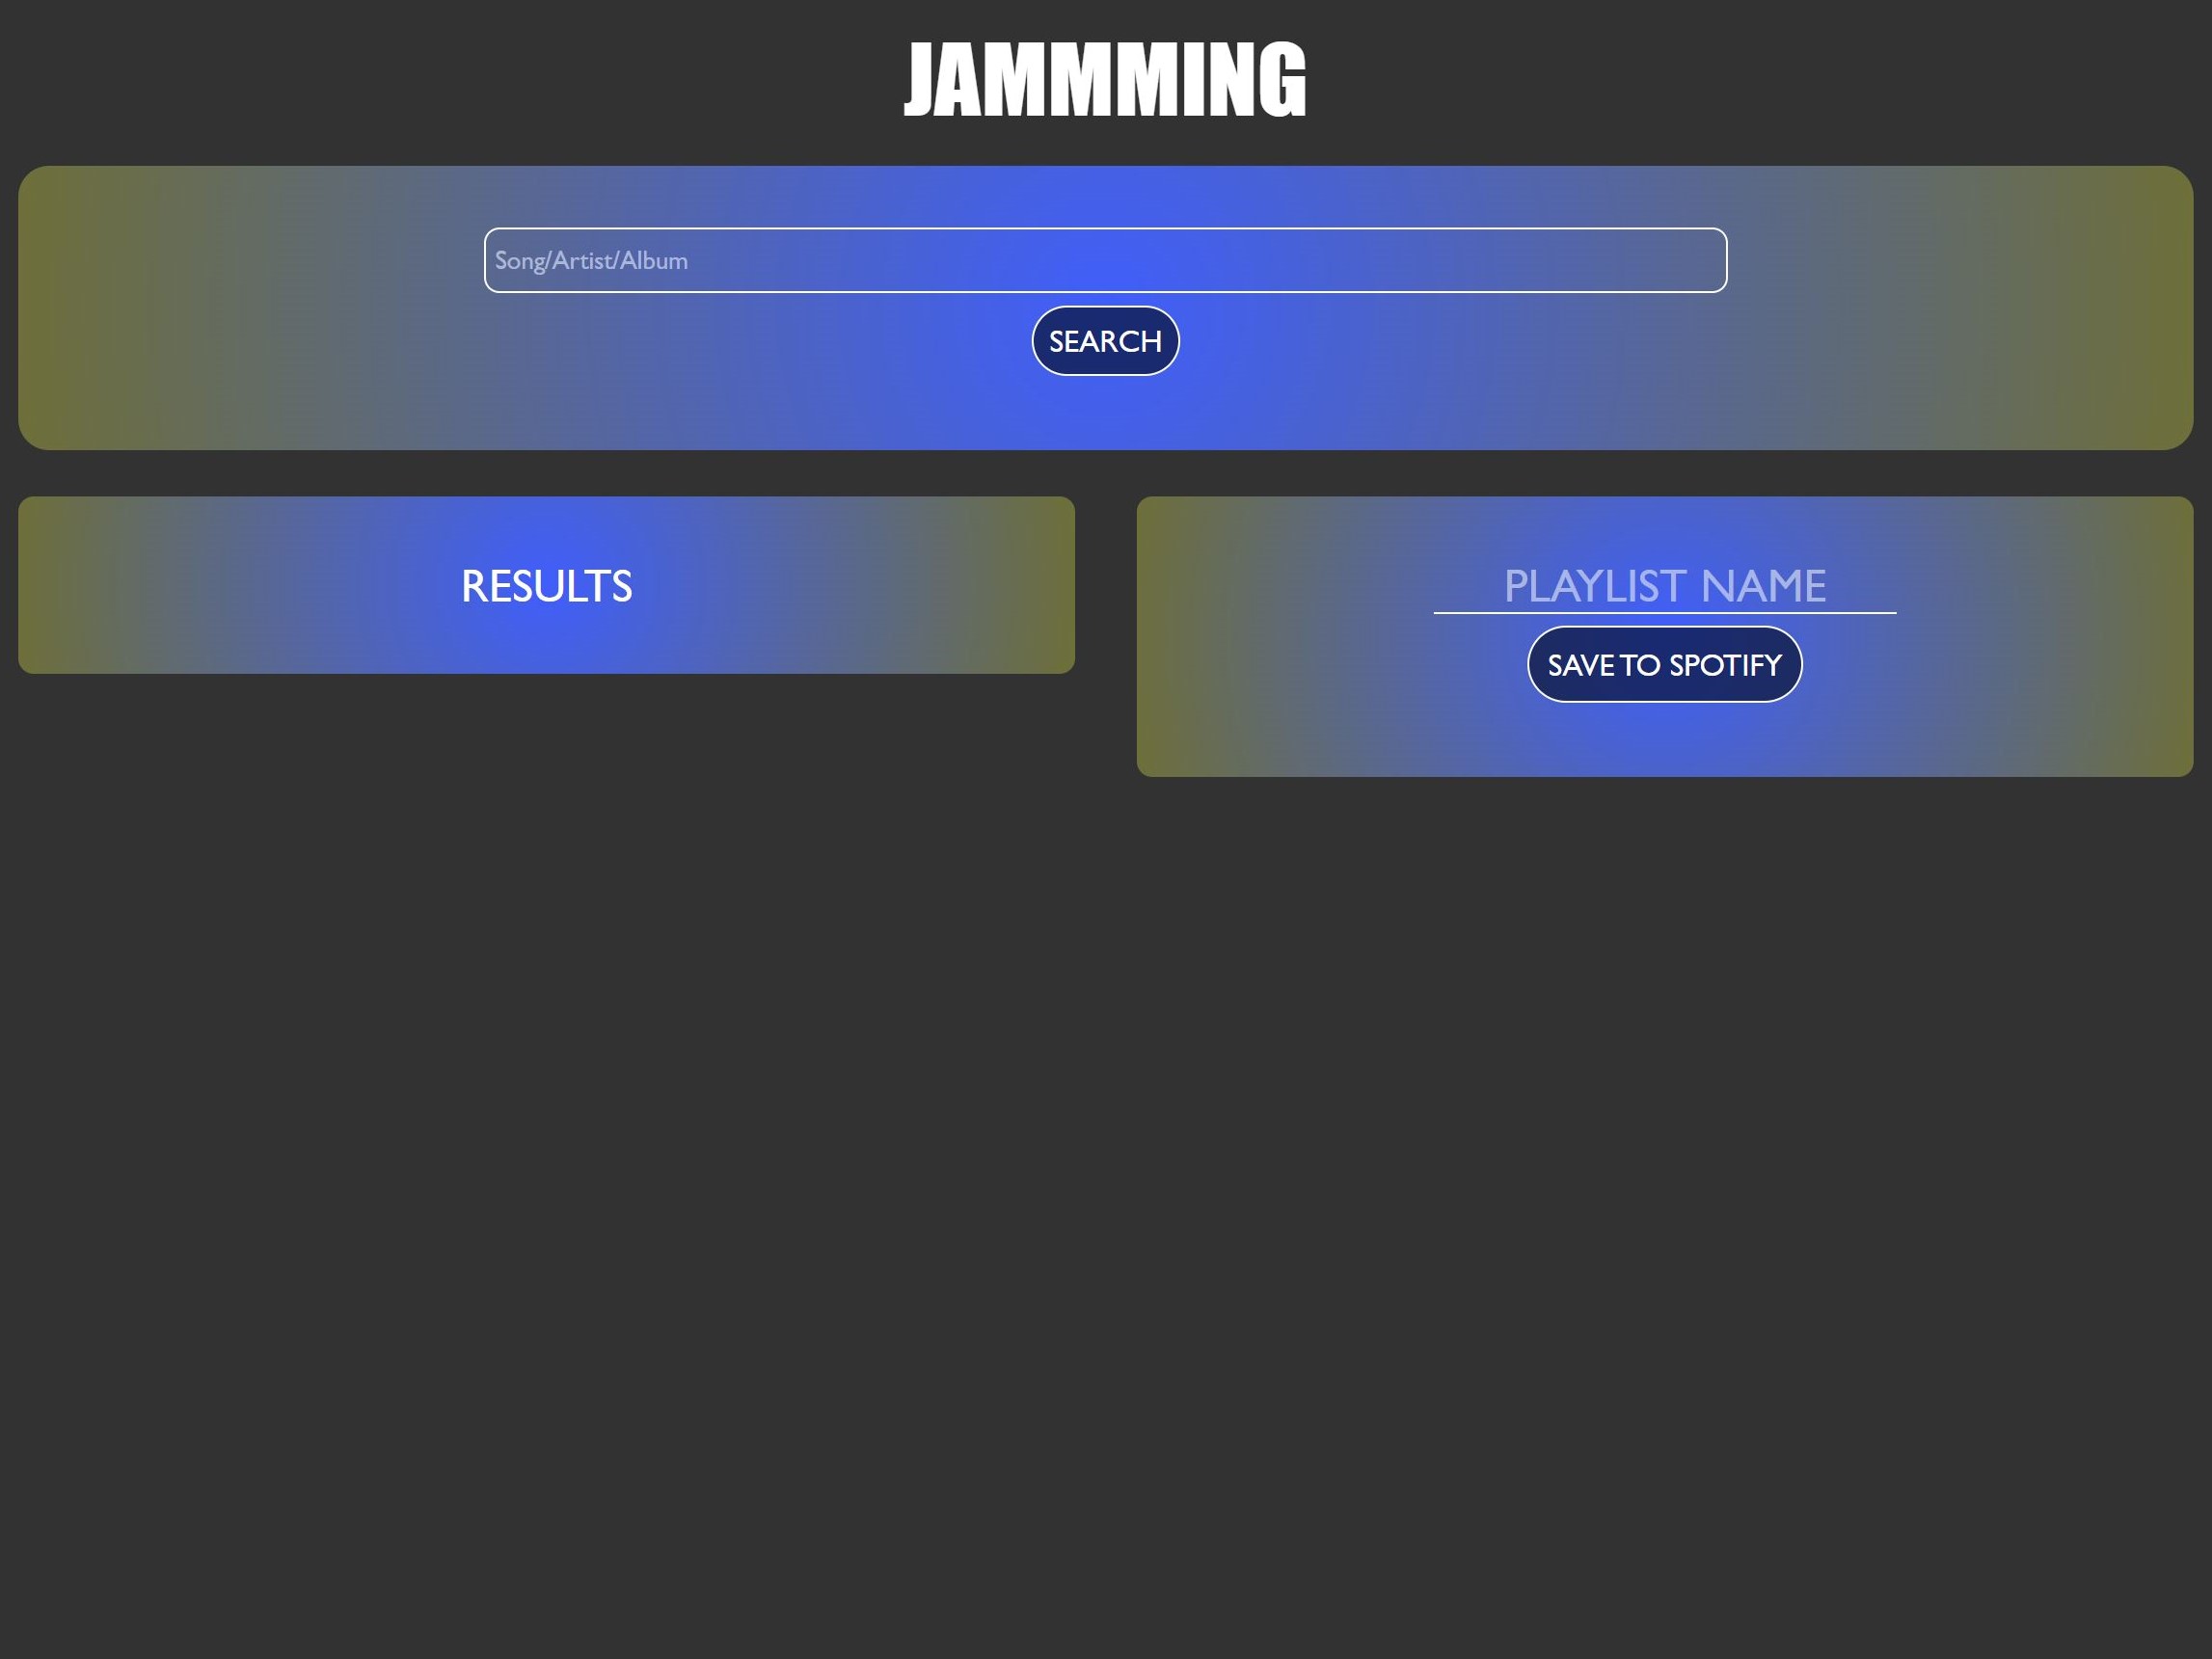 JAMMMING
Song/Artist/Album
SEARCH
RESULTS
PLAYLIST NAME
SAVE TO SPOTIFY